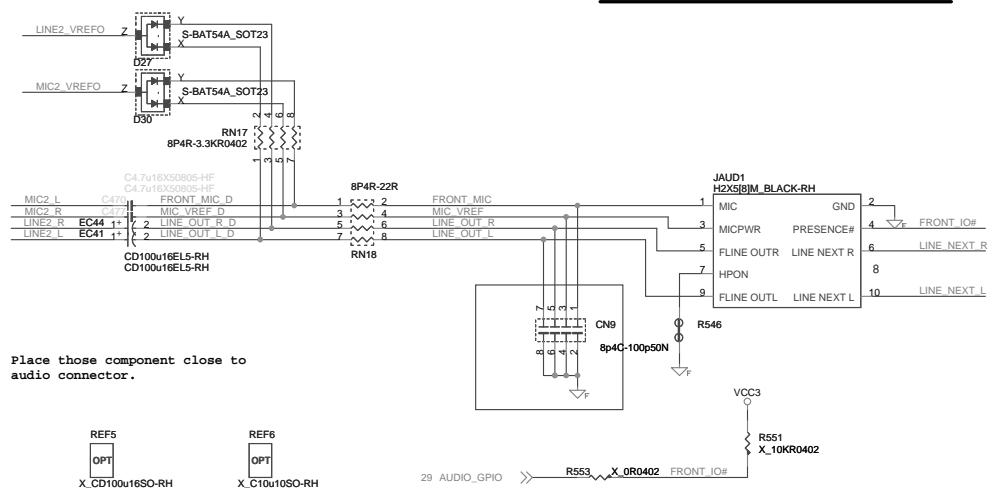 LINE2_VREFO Z Y X S-BAT54A_SOT23
D27
MIC2_VREFO Z Y X S-BAT54A_SOT23
D30
2 4 6 8
RN17
8P4R-3.3KR0402
1 3 5 7
C4.7u16X50805-HF
C4.7u16X50805-HF
MIC2_L C470 FRONT_MIC_D
MIC2_R C477 MIC_VREF_D
LINE2_R EC44 1+ 2 LINE_OUT_R_D
LINE2_L EC41 1+ 2 LINE_OUT_L_D
CD100u16EL5-RH
CD100u16EL5-RH
8P4R-22R
1 2 FRONT_MIC
3 4 MIC_VREF
5 6 LINE_OUT_R
7 8 LINE_OUT_L
RN18
JAUD1
H2X5[8]M_BLACK-RH
1 MIC GND 2
F
3 MICPWR PRESENCE# 4 FRONT_IO#
5 FLINE OUTR LINE NEXT R 6 LINE_NEXT_R
7 HPON 8
9 FLINE OUTL LINE NEXT L 10 LINE_NEXT_L
7 5 3 1
CN9
8p4C-100p50N
8 6 4 2
F
R546
F
Place those component close to
audio connector.
REF5
OPT
X_CD100u16SO-RH
REF6
OPT
X_C10u10SO-RH
VCC3
R551
X_10KR0402
29 AUDIO_GPIO R553 X_0R0402 FRONT_IO#